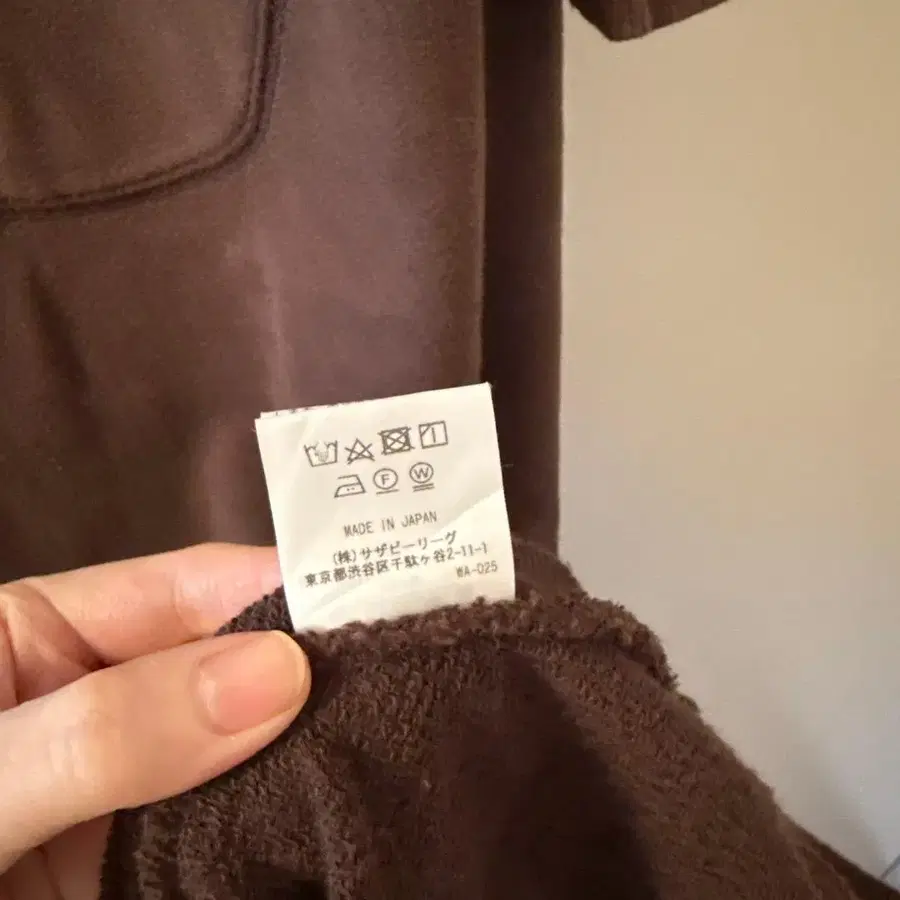 F W
MADE IN JAPAN
(株)サザビーリーグ
東京都渋谷区千駄ヶ谷2-11-1
WA-025